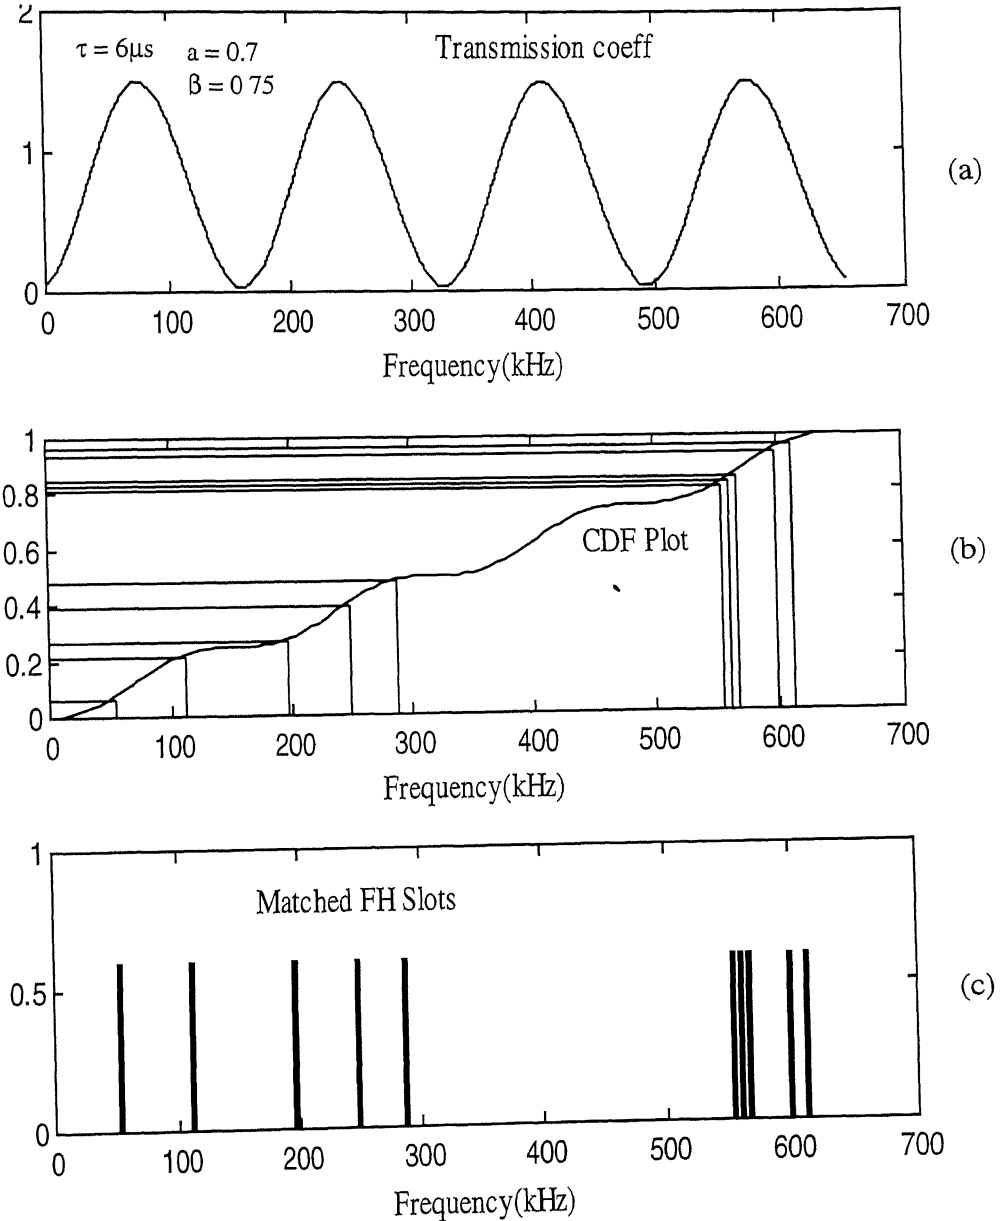 2
τ = 6μs a = 0.7
β = 0 75
Transmission coeff
1
0
0 100 200 300 400 500 600 700
Frequency(kHz)
(a)
1
0.8
0.6
0.4
0.2
0
CDF Plot
0 100 200 300 400 500 600 700
Frequency(kHz)
(b)
1
Matched FH Slots
0.5
0
0 100 200 300 400 500 600 700
Frequency(kHz)
(c)